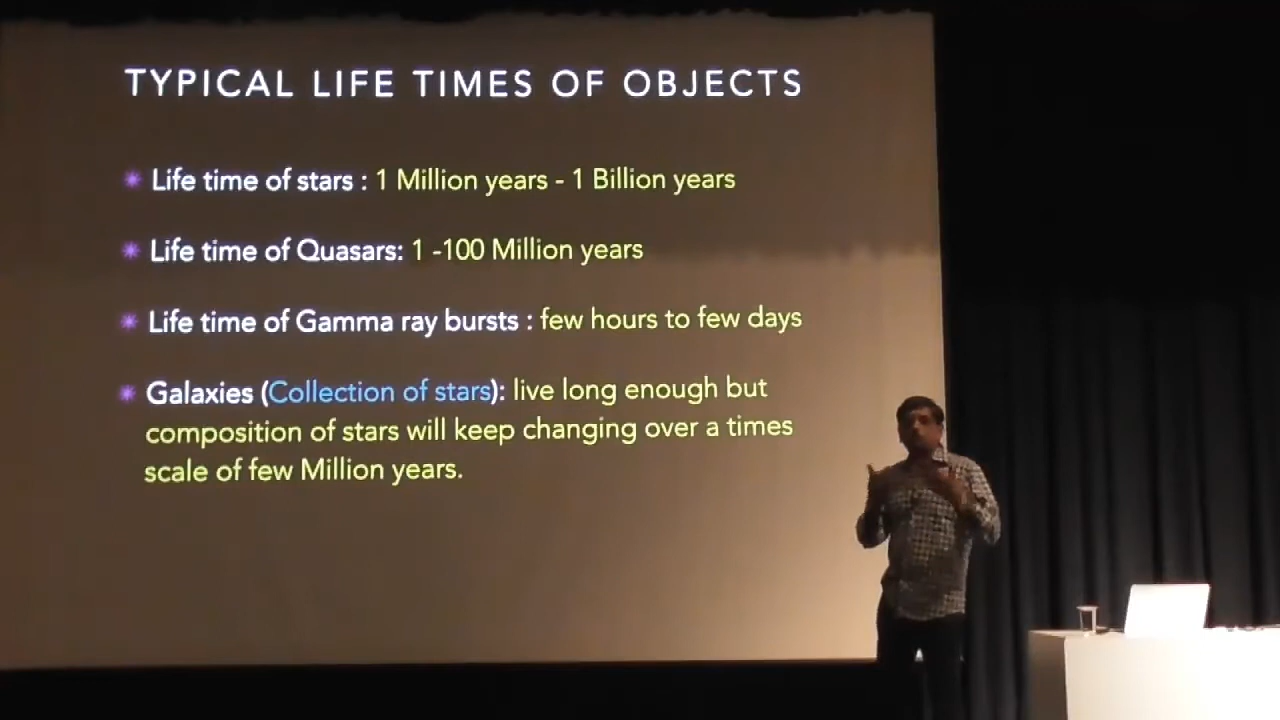 TYPICAL LIFE TIMES OF OBJECTS
Life time of stars : 1 Million years - 1 Billion years
Life time of Quasars: 1 -100 Million years
Life time of Gamma ray bursts : few hours to few days
Galaxies (Collection of stars): live long enough but
composition of stars will keep changing over a times
scale of few Million years.